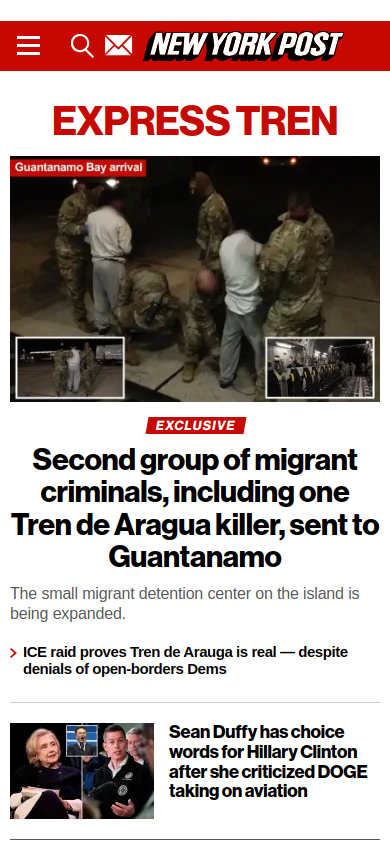 NEW YORK POST
EXPRESS TREN
Guantanamo Bay arrival
EXCLUSIVE
Second group of migrant
criminals, including one
Tren de Aragua killer, sent to
Guantanamo
The small migrant detention center on the island is
being expanded.
ICE raid proves Tren de Arauga is real — despite
denials of open-borders Dems
Sean Duffy has choice
words for Hillary Clinton
after she criticized DOGE
taking on aviation